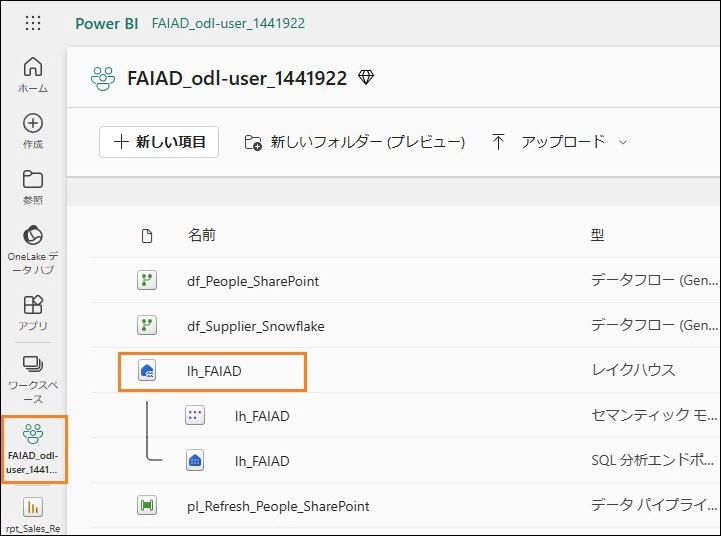 Power BI FAIAD_odl-user_1441922
FAIAD_odl-user_1441922
新しい項目 新しいフォルダー (プレビュー) アップロード
名前 型
df_People_SharePoint データフロー (Gen...
df_Supplier_Snowflake データフロー (Gen...
lh_FAIAD レイクハウス
lh_FAIAD セマンティック モ...
lh_FAIAD SQL 分析エンドポ...
pl_Refresh_People_SharePoint データ パイプライ...
ホーム
作成
参照
OneLake デ
ータ ハブ
アプリ
ワークスペ
ース
FAIAD_odl-
user_1441...
rpt_Sales_Re